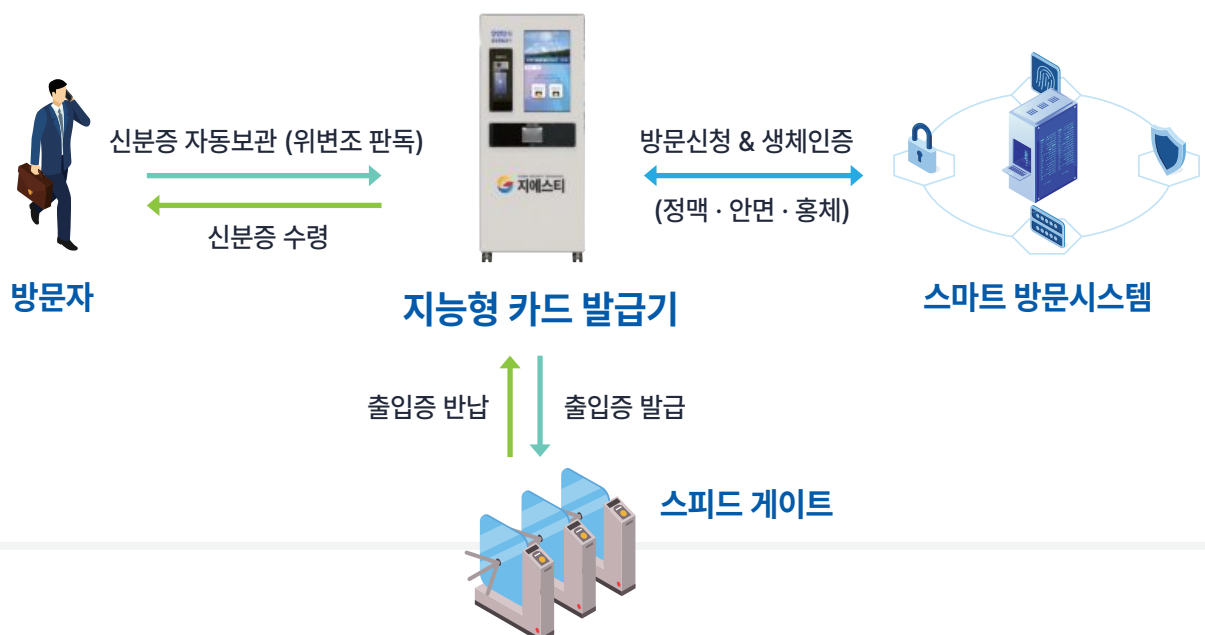 신분증 자동보관 (위변조 판독)
신분증 수령
방문자
지에스티
지능형 카드 발급기
방문신청 & 생체인증
(정맥 · 안면 · 홍체)
스마트 방문시스템
출입증 반납
출입증 발급
스피드 게이트